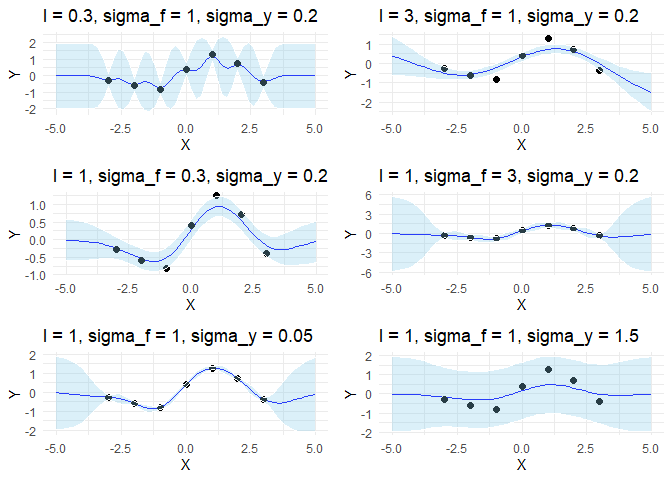 l = 0.3, sigma_f = 1, sigma_y = 0.2
2
1
0
-1
-2
Y
-5.0 -2.5 0.0 2.5 5.0
X
l = 3, sigma_f = 1, sigma_y = 0.2
1
0
-1
-2
Y
-5.0 -2.5 0.0 2.5 5.0
X
l = 1, sigma_f = 0.3, sigma_y = 0.2
1.0
0.5
0.0
-0.5
-1.0
Y
-5.0 -2.5 0.0 2.5 5.0
X
l = 1, sigma_f = 3, sigma_y = 0.2
6
3
0
-3
-6
Y
-5.0 -2.5 0.0 2.5 5.0
X
l = 1, sigma_f = 1, sigma_y = 0.05
2
1
0
-1
-2
Y
-5.0 -2.5 0.0 2.5 5.0
X
l = 1, sigma_f = 1, sigma_y = 1.5
2
1
0
-1
-2
Y
-5.0 -2.5 0.0 2.5 5.0
X